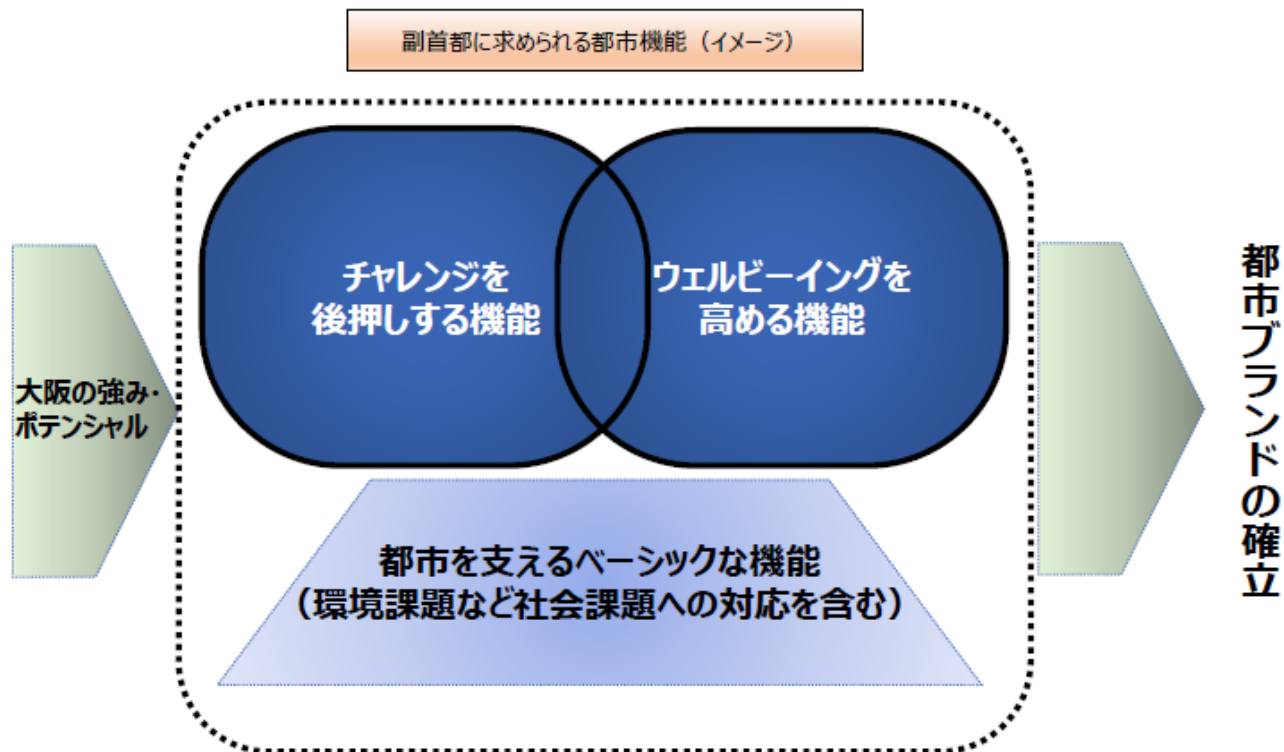 副首都に求められる都市機能（イメージ）
チャレンジを
後押しする機能
ウェルビーイングを
高める機能
大阪の強み・
ポテンシャル
都市を支えるベーシックな機能
（環境課題など社会課題への対応を含む）
都市ブランドの確立